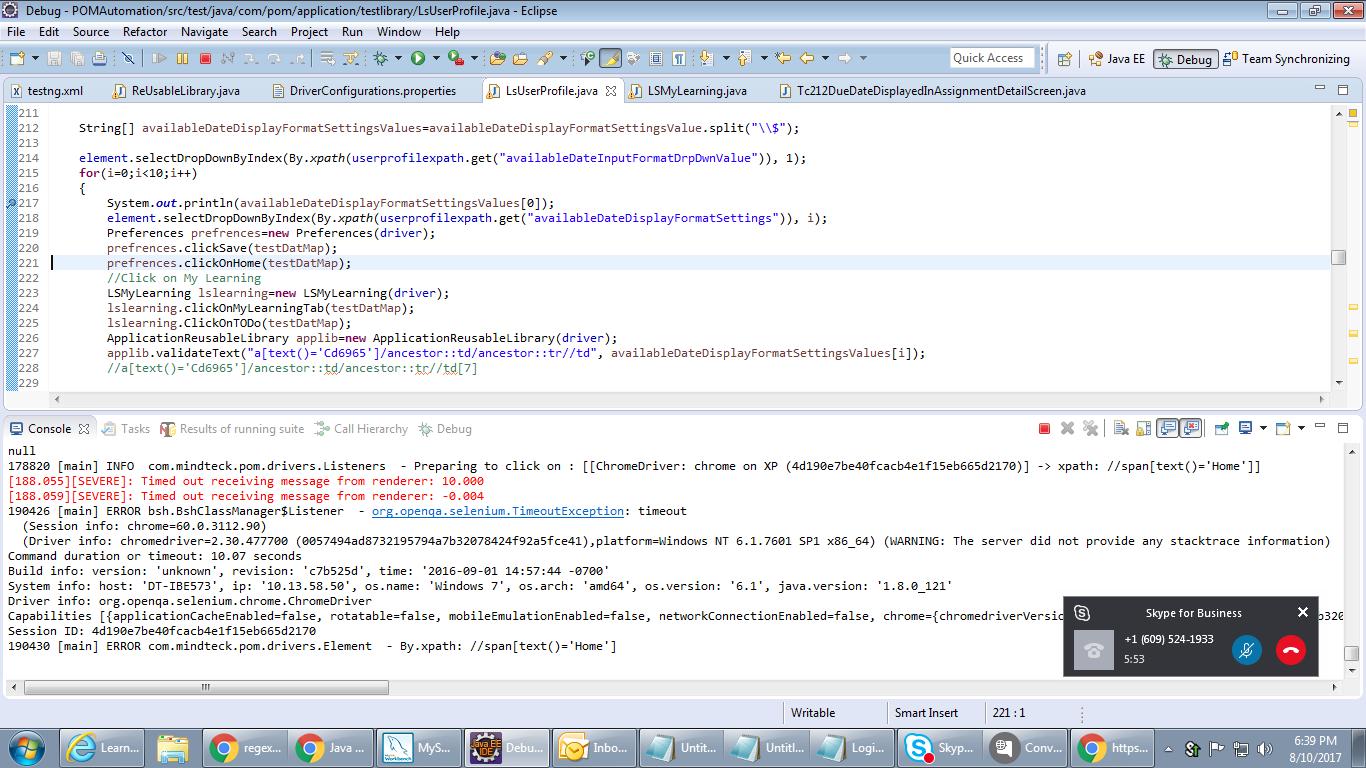 Debug - POMAutomation/src/test/java/com/pom/application/testlibrary/LsUserProfile.java - Eclipse
File Edit Source Refactor Navigate Search Project Run Window Help
Quick Access Java EE Debug Team Synchronizing
testng.xml ReUsableLibrary.java DriverConfigurations.properties LsUserProfile.java LSMyLearning.java Tc212DueDateDisplayedInAssignmentDetailScreen.java
211
212 String[] availableDateDisplayFormatSettingsValues=availableDateDisplayFormatSettingsValue.split("\\$");
213
214 element.selectDropDownByIndex(By.xpath(userprofilexpath.get("availableDateInputFormatDrpDwnValue")), 1);
215 for(i=0;i<10;i++)
216 {
217 System.out.println(availableDateDisplayFormatSettingsValues[0]);
218 element.selectDropDownByIndex(By.xpath(userprofilexpath.get("availableDateDisplayFormatSettings")), i);
219 Preferences prefrences=new Preferences(driver);
220 prefrences.clickSave(testDatMap);
221 prefrences.clickOnHome(testDatMap);
222 //Click on My Learning
223 LSMyLearning lslearning=new LSMyLearning(driver);
224 lslearning.clickOnMyLearningTab(testDatMap);
225 lslearning.ClickOnTODo(testDatMap);
226 ApplicationReusableLibrary applib=new ApplicationReusableLibrary(driver);
227 applib.validateText("a[text()='Cd6965']/ancestor::td/ancestor::tr//td", availableDateDisplayFormatSettingsValues[i]);
228 //a[text()='Cd6965']/ancestor::td/ancestor::tr//td[7]
229
Console Tasks Results of running suite Call Hierarchy Debug
null
178820 [main] INFO com.mindteck.pom.drivers.Listeners - Preparing to click on : [[ChromeDriver: chrome on XP (4d190e7be40fcacb4e1f15eb665d2170)] -> xpath: //span[text()='Home']]
[188.055][SEVERE]: Timed out receiving message from renderer: 10.000
[188.059][SEVERE]: Timed out receiving message from renderer: -0.004
190426 [main] ERROR bsh.BshClassManager$Listener - org.openqa.selenium.TimeoutException: timeout
(Session info: chrome=60.0.3112.90)
(Driver info: chromedriver=2.30.477700 (0057494ad8732195794a7b32078424f92a5fce41),platform=Windows NT 6.1.7601 SP1 x86_64) (WARNING: The server did not provide any stacktrace information)
Command duration or timeout: 10.07 seconds
Build info: version: 'unknown', revision: 'c7b525d', time: '2016-09-01 14:57:44 -0700'
System info: host: 'DT-IBE573', ip: '10.13.58.50', os.name: 'Windows 7', os.arch: 'amd64', os.version: '6.1', java.version: '1.8.0_121'
Driver info: org.openqa.selenium.chrome.ChromeDriver
Capabilities [{applicationCacheEnabled=false, rotatable=false, mobileEmulationEnabled=false, networkConnectionEnabled=false, chrome={chromedriverVersi
Session ID: 4d190e7be40fcacb4e1f15eb665d2170
190430 [main] ERROR com.mindteck.pom.drivers.Element - By.xpath: //span[text()='Home']
Skype for Business
+1 (609) 524-1933
5:53
Writable Smart Insert 221 : 1
Learn... regex... Java ... MyS... Debu... Inbo... Untit... Untitl... Logi... Skyp... Conv... https...
6:39 PM
8/10/2017